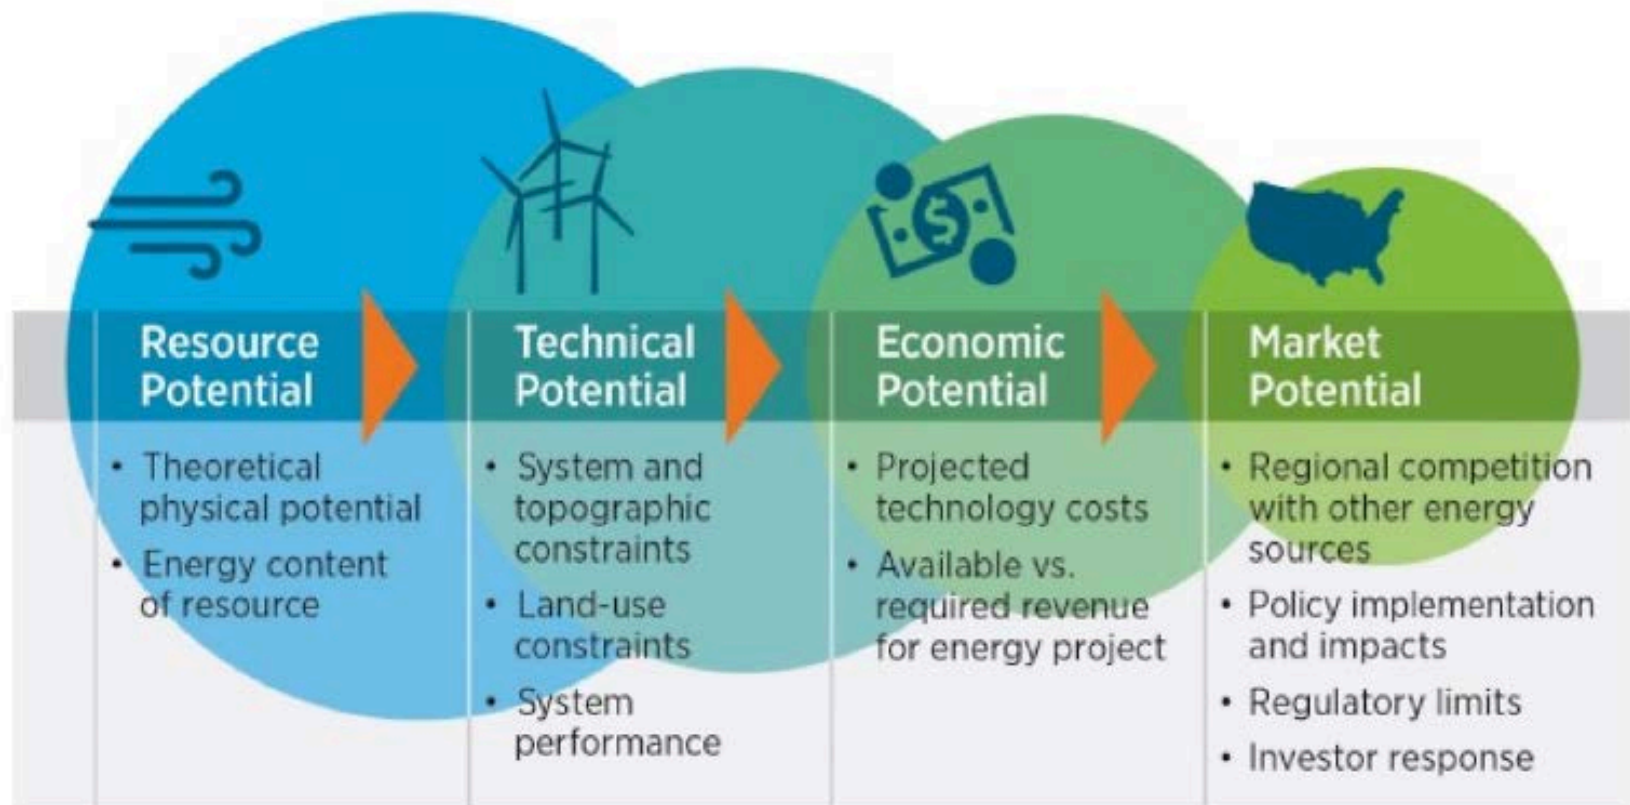 Resource
Potential
• Theoretical
physical potential
• Energy content
of resource
Technical
Potential
• System and
topographic
constraints
• Land-use
constraints
• System
performance
$
Economic
Potential
• Projected
technology costs
• Available vs.
required revenue
for energy project
Market
Potential
• Regional competition
with other energy
sources
• Policy implementation
and impacts
• Regulatory limits
• Investor response